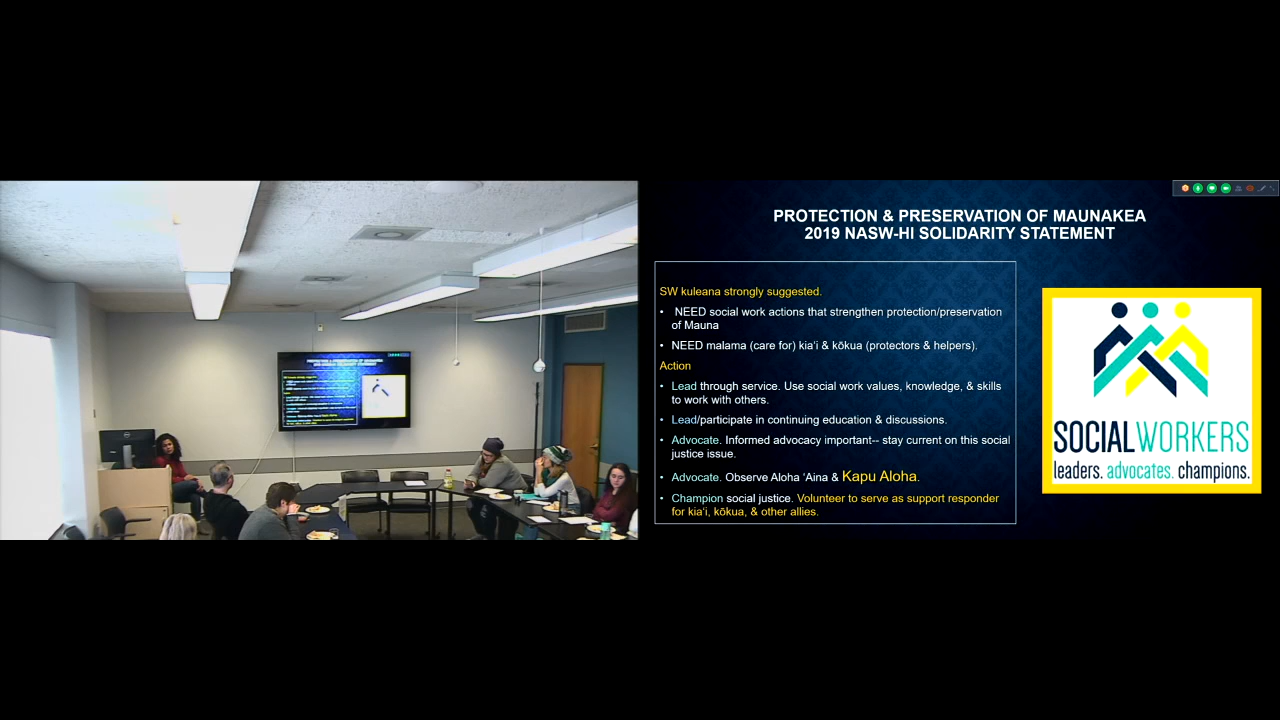 PROTECTION & PRESERVATION OF MAUNAKEA
2019 NASW-HI SOLIDARITY STATEMENT
SW kuleana strongly suggested.
• NEED social work actions that strengthen protection/preservation
of Mauna
• NEED malama (care for) kiaʻi & kōkua (protectors & helpers).
Action
• Lead through service. Use social work values, knowledge, & skills
to work with others.
• Lead/participate in continuing education & discussions.
• Advocate. Informed advocacy important-- stay current on this social
justice issue.
• Advocate. Observe Aloha ʻAina & Kapu Aloha.
• Champion social justice. Volunteer to serve as support responder
for kiaʻi, kōkua, & other allies.
SOCIALWORKERS
leaders. advocates. champions.